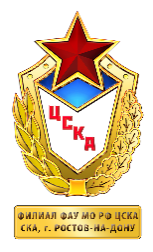 ЦСКА
ФИЛИАЛ ФАУ МО РФ ЦСКА
СКА, г. РОСТОВ-НА-ДОНУ